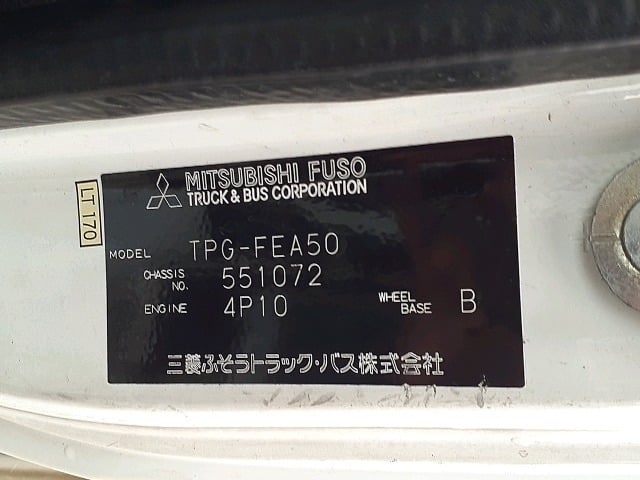 MITSUBISHI FUSO
TRUCK & BUS CORPORATION
LT 170
MODEL TPG-FEA50
CHASSIS NO. 551072
ENGINE 4P10 WHEEL BASE B
三菱ふそうトラック・バス株式会社